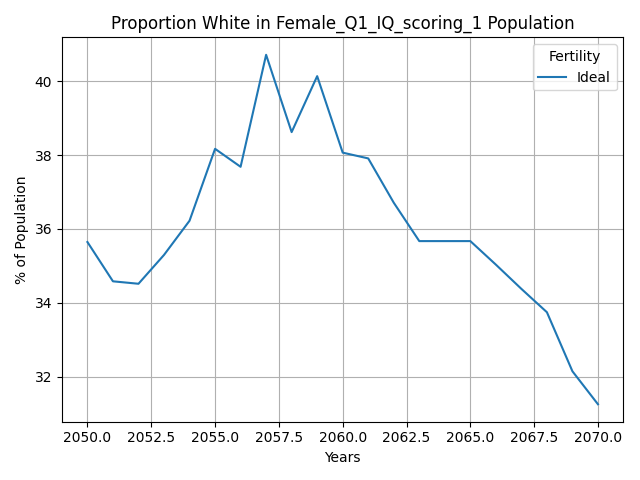 Proportion White in Female_Q1_IQ_scoring_1 Population
Fertility
Ideal
% of Population
40
38
36
34
32
2050.0 2052.5 2055.0 2057.5 2060.0 2062.5 2065.0 2067.5 2070.0
Years